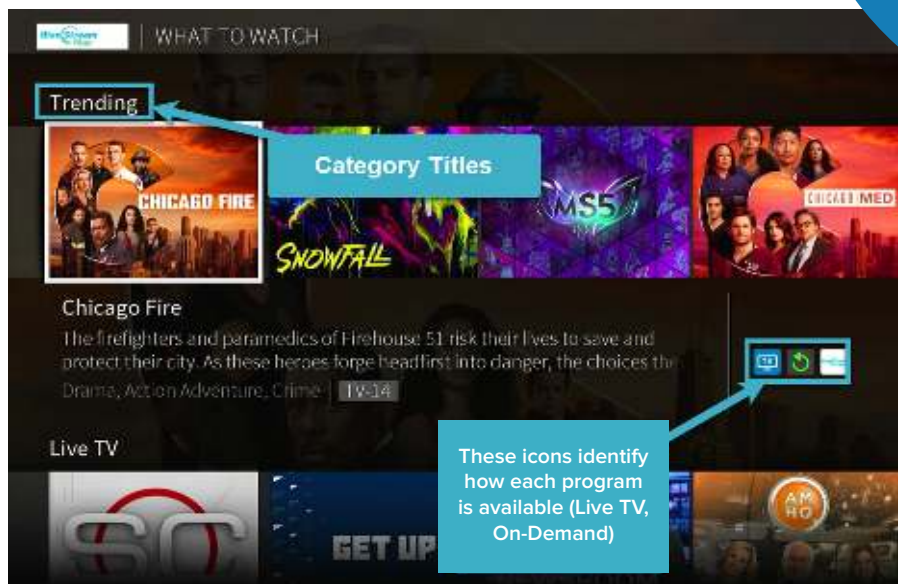 WHAT TO WATCH
Trending
Category Titles
CHICAGO FIRE
SNOWFALL
MS5
CHICAGO MED
Chicago Fire
The firefighters and paramedics of Firehouse 51 risk their lives to save and
protect their city. As these heroes forge headfirst into danger, the choices the
Drama, Action Adventure, Crime | TV-14
Live TV
These icons identify
how each program
is available (Live TV,
On-Demand)
SC
GET UP
AM
HQ